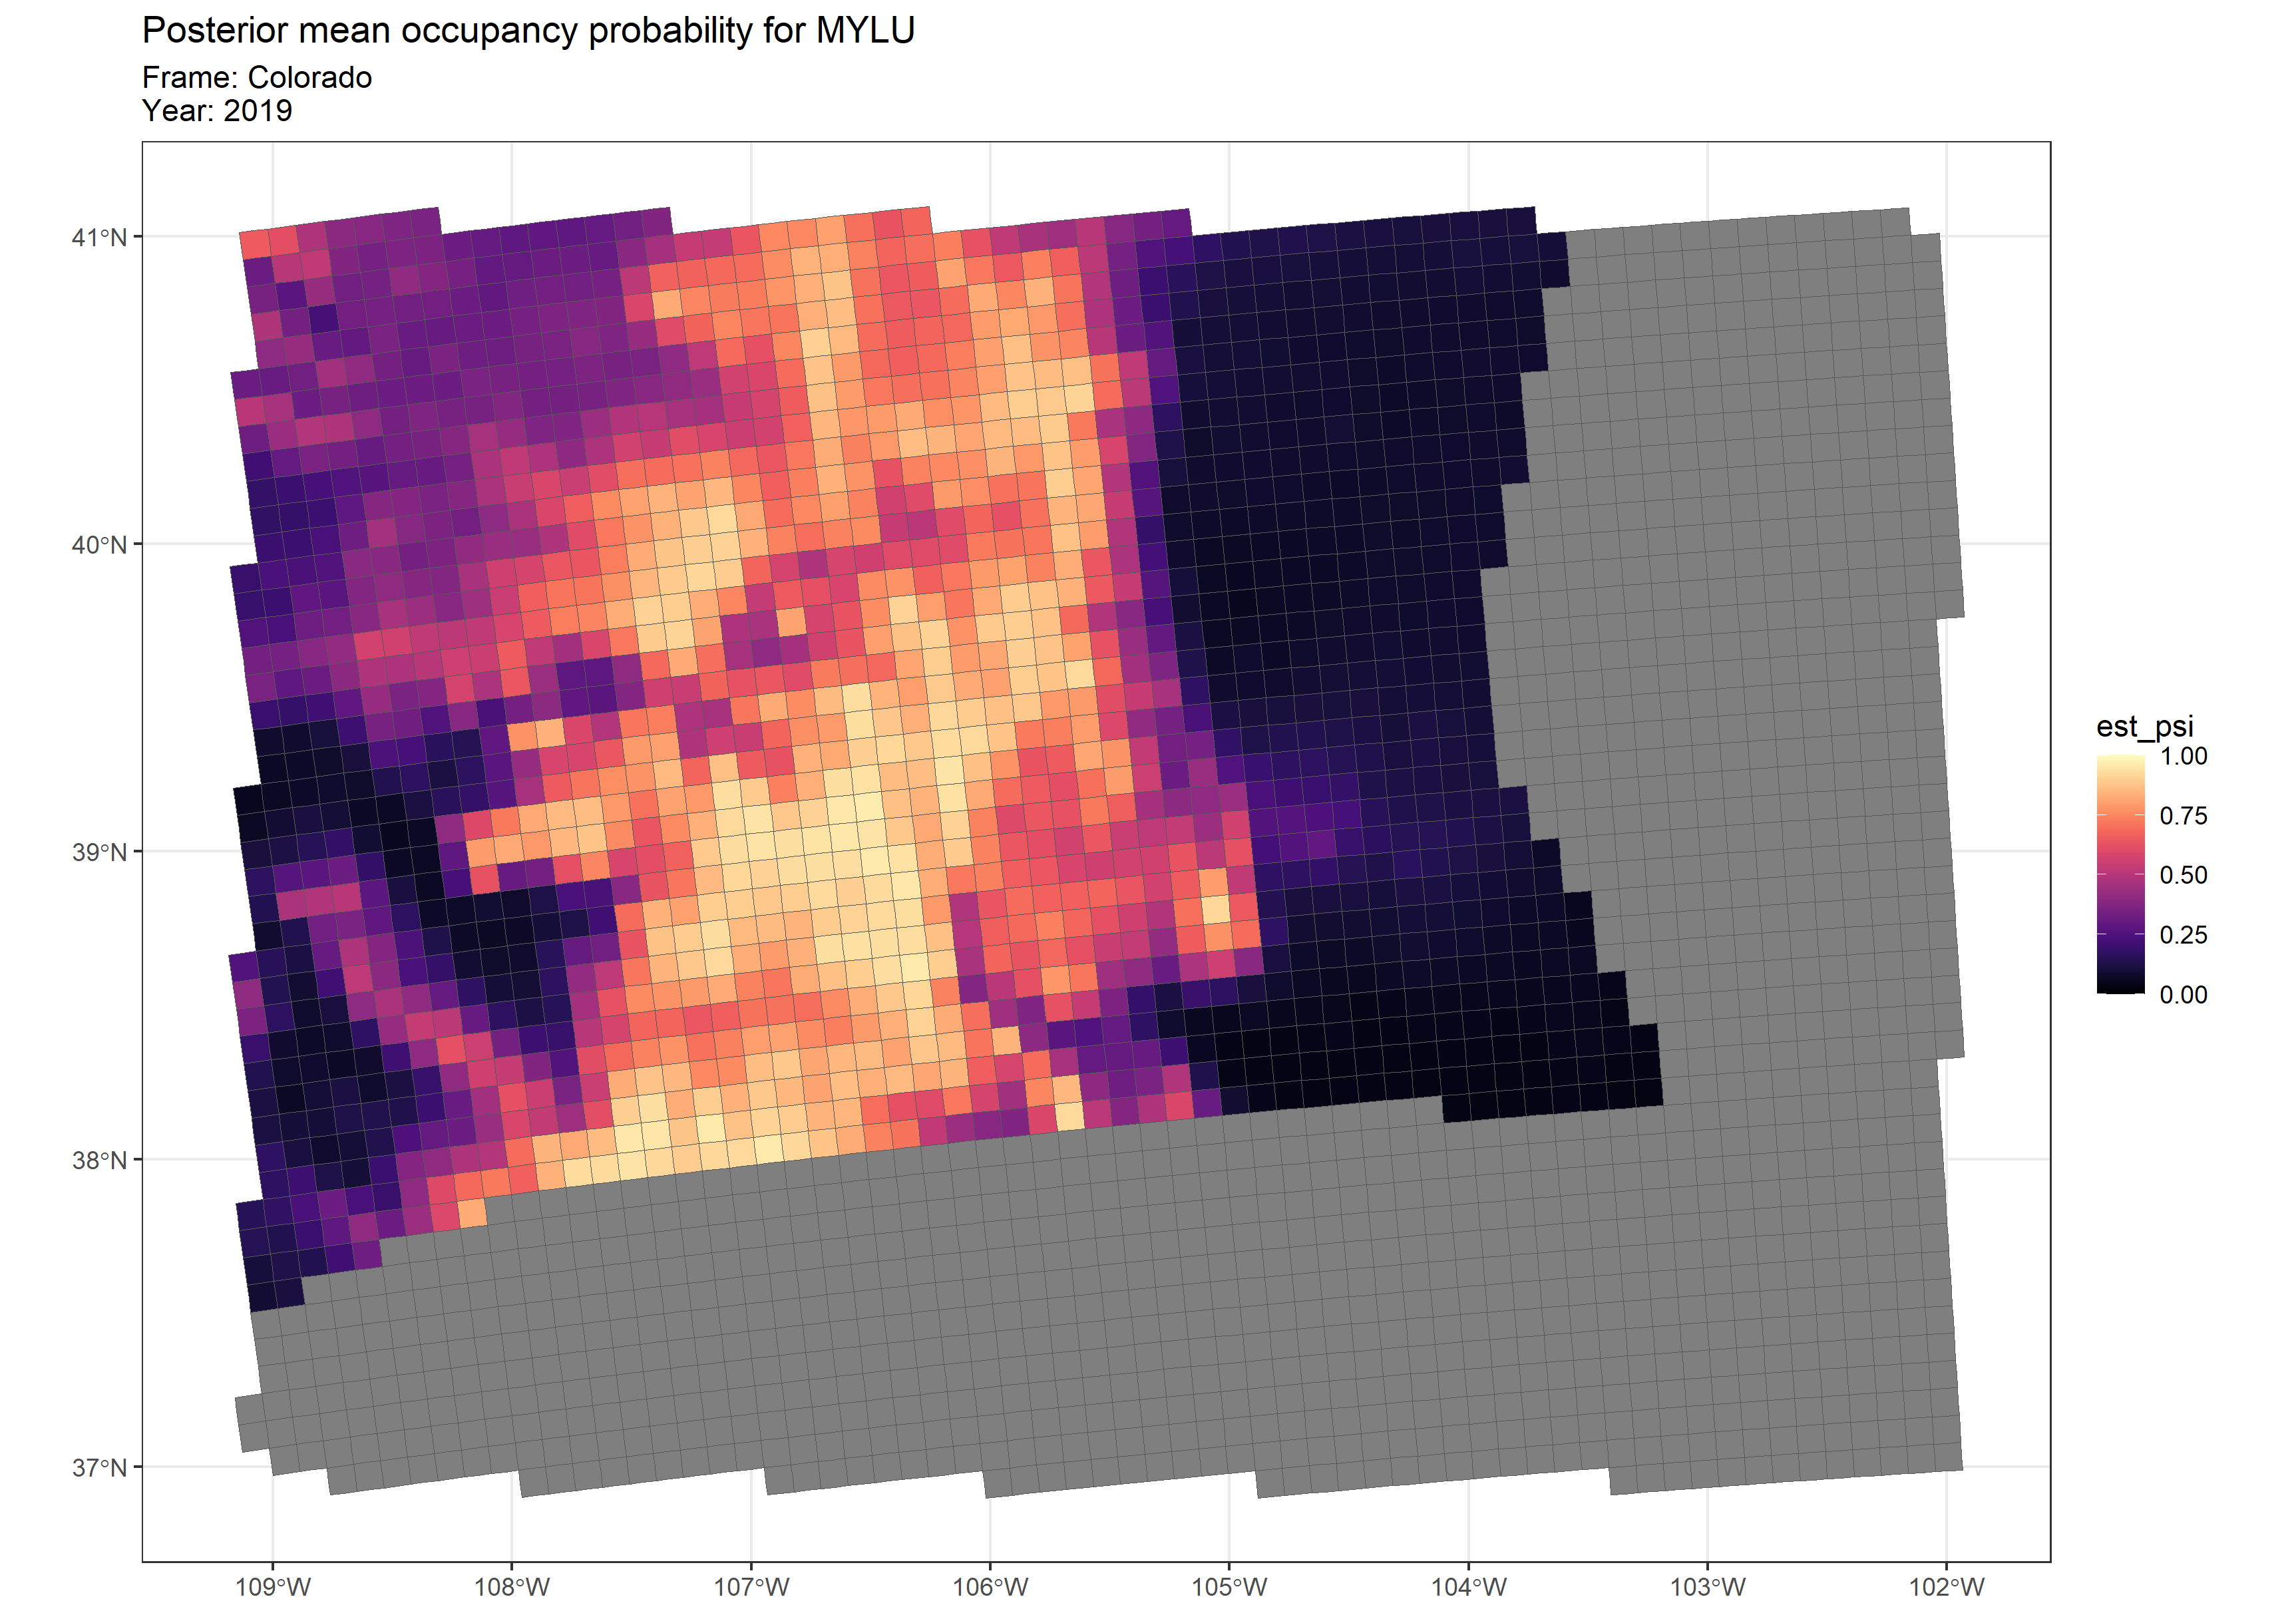 Posterior mean occupancy probability for MYLU
Frame: Colorado
Year: 2019
41°N
40°N
39°N
38°N
37°N
109°W
108°W
107°W
106°W
105°W
104°W
103°W
102°W
est_psi
1.00
0.75
0.50
0.25
0.00